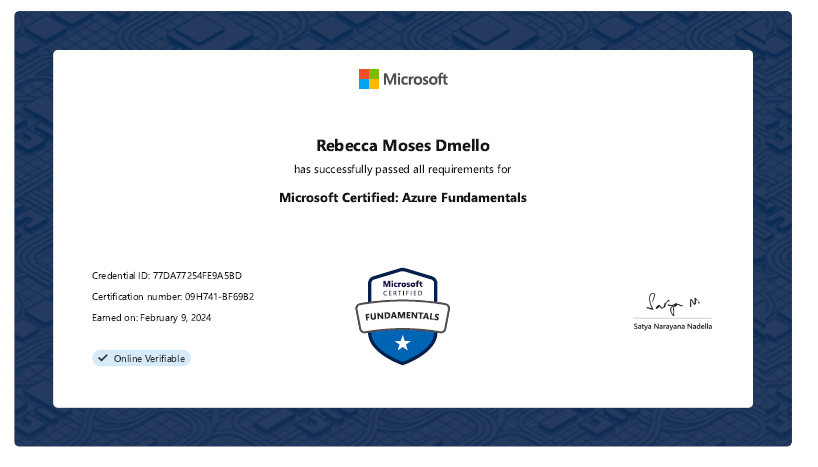 Microsoft
Rebecca Moses Dmello
has successfully passed all requirements for
Microsoft Certified: Azure Fundamentals
Credential ID: 77DA77254FE9A5BD
Certification number: 09H741-BF69B2
Earned on: February 9, 2024
Online Verifiable
Microsoft
CERTIFIED
FUNDAMENTALS
Satya N.
Satya Narayana Nadella